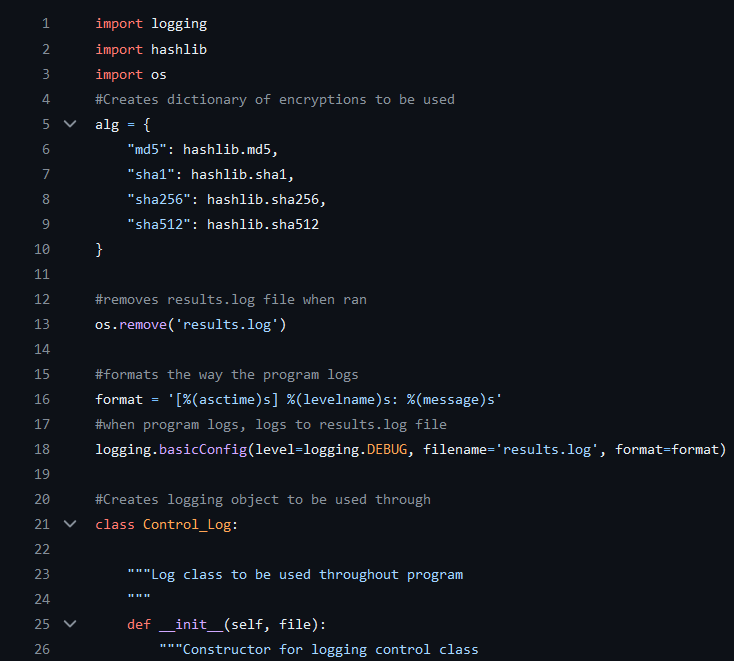 1 import logging
2 import hashlib
3 import os
4 #Creates dictionary of encryptions to be used
5 alg = {
6     "md5": hashlib.md5,
7     "sha1": hashlib.sha1,
8     "sha256": hashlib.sha256,
9     "sha512": hashlib.sha512
10 }
11
12 #removes results.log file when ran
13 os.remove('results.log')
14
15 #formats the way the program logs
16 format = '[%(asctime)s] %(levelname)s: %(message)s'
17 #when program logs, logs to results.log file
18 logging.basicConfig(level=logging.DEBUG, filename='results.log', format=format)
19
20 #Creates logging object to be used through
21 class Control_Log:
22
23     """Log class to be used throughout program
24     """
25     def __init__(self, file):
26         """Constructor for logging control class